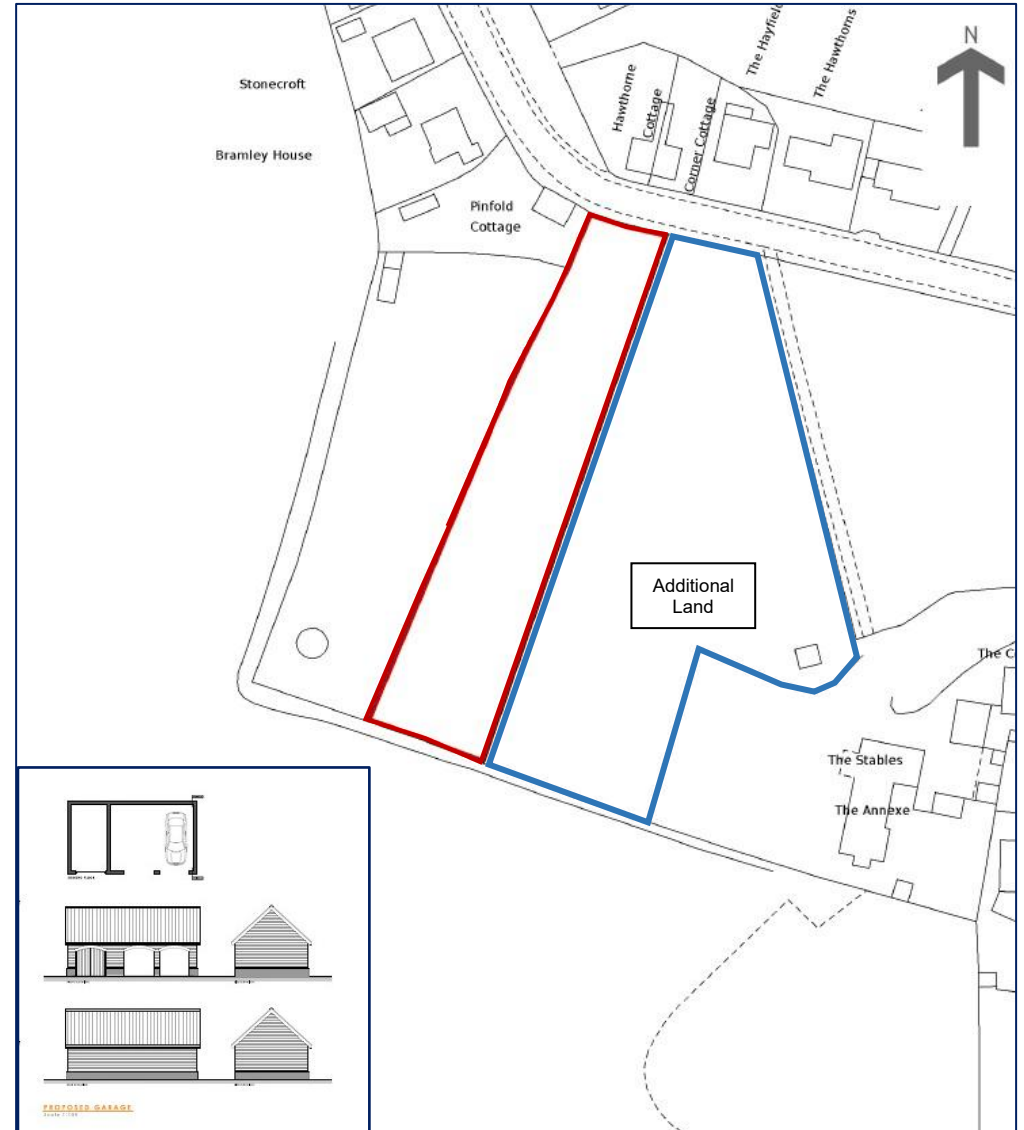 N
Stonecroft
Bramley House
Pinfold
Cottage
Hawthorne
Cottage
Corner Cottage
The Hayfield
The Hawthorns
Additional
Land
The C
The Stables
The Annexe
PROPOSED GARAGE